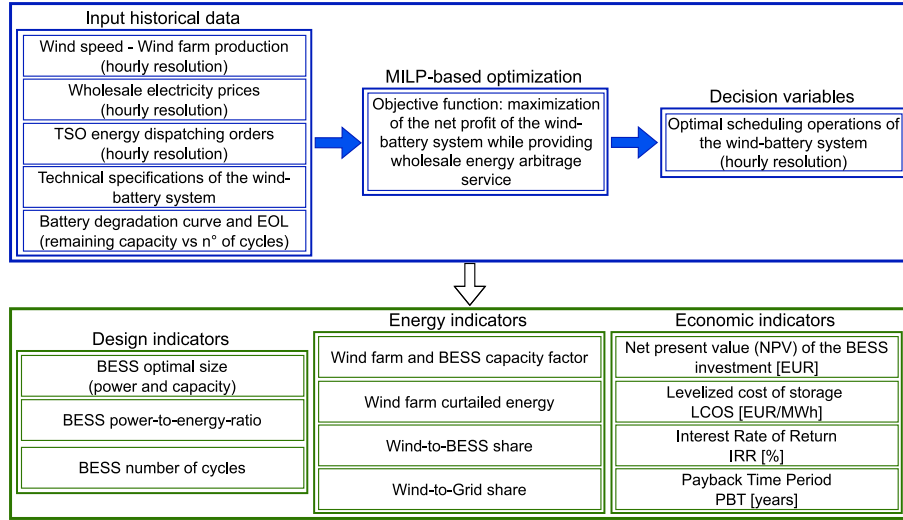 Input historical data
Wind speed - Wind farm production
(hourly resolution)
Wholesale electricity prices
(hourly resolution)
TSO energy dispatching orders
(hourly resolution)
Technical specifications of the wind-
battery system
Battery degradation curve and EOL
(remaining capacity vs n° of cycles)
MILP-based optimization
Objective function: maximization
of the net profit of the wind-
battery system while providing
wholesale energy arbitrage
service
Decision variables
Optimal scheduling operations of
the wind-battery system
(hourly resolution)
Design indicators
BESS optimal size
(power and capacity)
BESS power-to-energy-ratio
BESS number of cycles
Energy indicators
Wind farm and BESS capacity factor
Wind farm curtailed energy
Wind-to-BESS share
Wind-to-Grid share
Economic indicators
Net present value (NPV) of the BESS
investment [EUR]
Levelized cost of storage
LCOS [EUR/MWh]
Interest Rate of Return
IRR [%]
Payback Time Period
PBT [years]